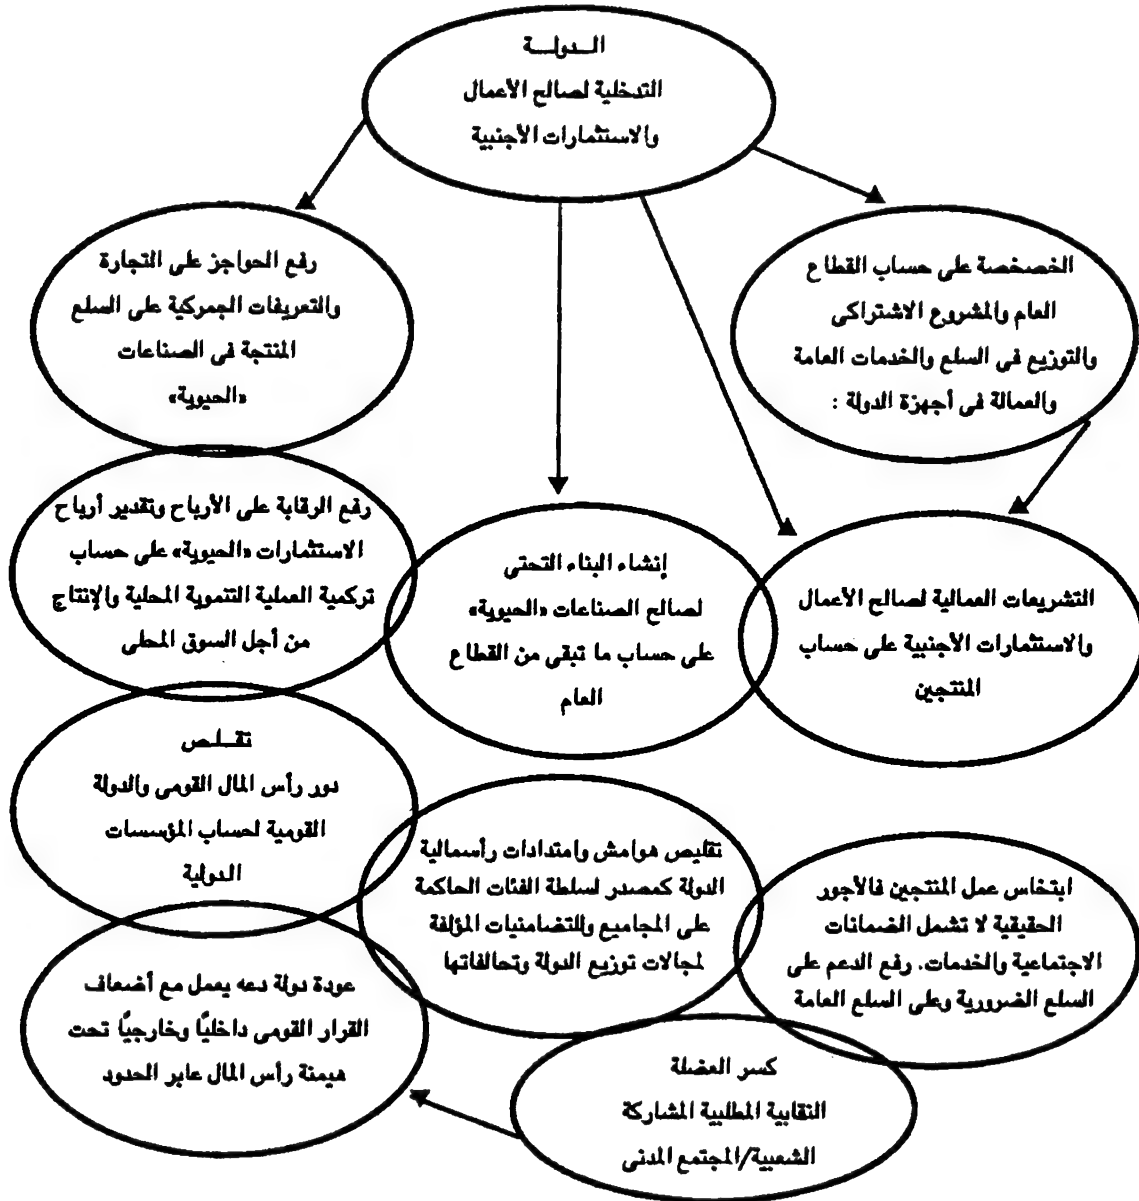 الـــدولـــة
التدخلية لصالح الأعمال
والاستثمارات الأجنبية
الخصخصة على حساب القطاع
العام والمشروع الاشتراكى
والتوزيع فى السلع والخدمات العامة
والعمالة فى أجهزة الدولة :
رفع الحواجز على التجارة
والتعريفات الجمركية على السلع
المنتجة فى الصناعات
«الحيوية»
التشريعات العمالية لصالح الأعمال
والاستثمارات الأجنبية على حساب
المنتجين
إنشاء البناء التحتى
لصالح الصناعات «الحيوية»
على حساب ما تبقى من القطاع
العام
رفع الرقابة على الأرباح وتقدير أرباح
الاستثمارات «الحيوية» على حساب
تركمية العملية التنموية المحلية والإنتاج
من أجل السوق المحلى
تقـــلـــص
دور رأس المال القومى والدولة
القومية لحساب المؤسسات
الدولية
ابتخاس عمل المنتجين فالأجور
الحقيقية لا تشمل الضمانات
الاجتماعية والخدمات. رفع الدعم على
السلع الضرورية وعلى السلع العامة
تقليص هوامش وامتدادات رأسمالية
الدولة كمصدر لسلطة الفئات الحاكمة
على المجاميع وللتضامنيات المؤلفة
لمجالات توزيع الدولة وتحالفاتها
عودة دولة دعه يعمل مع أضعاف
القرار القومى داخليًا وخارجيًا تحت
هيمنة رأس المال عابر الحدود
كسر العضلة
النقابية المطلبية المشاركة
الشعبية/المجتمع المدنى